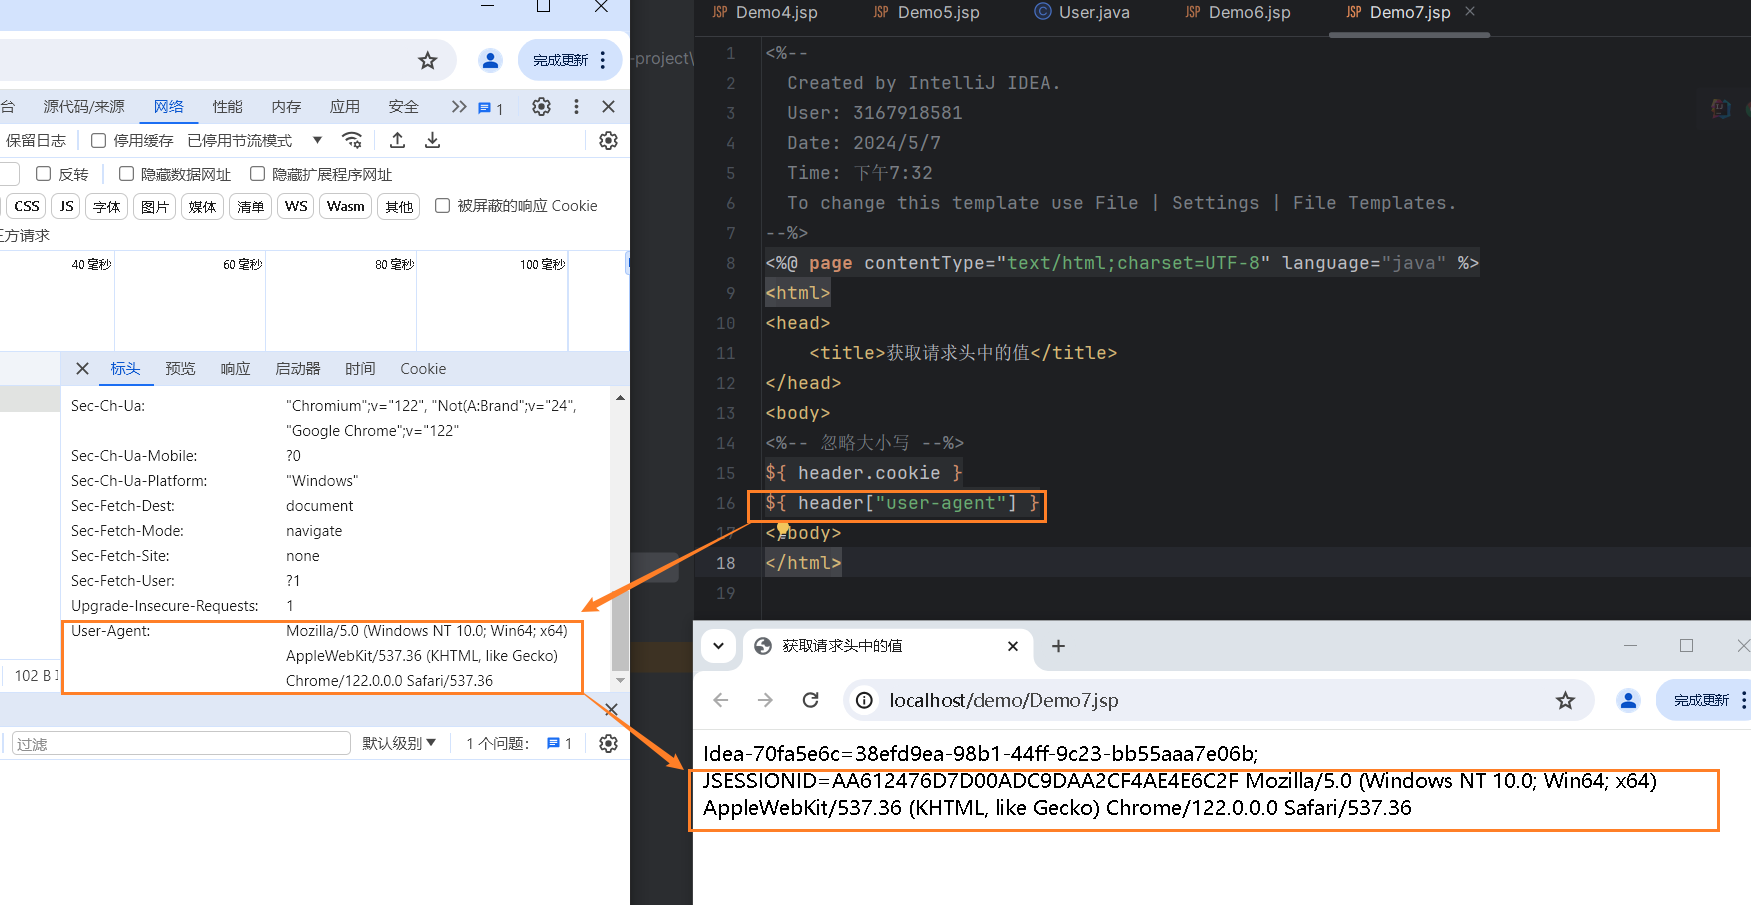 完成更新
台 源代码/来源 网络 性能 内存 应用 安全 1
保留日志 停用缓存 已停用节流模式
反转 隐藏数据网址 隐藏扩展程序网址
CSS JS 字体 图片 媒体 清单 WS Wasm 其他 被屏蔽的响应 Cookie
方请求
40 毫秒 60 毫秒 80 毫秒 100 毫秒
标头 预览 响应 启动器 时间 Cookie
Sec-Ch-Ua: "Chromium";v="122", "Not(A:Brand";v="24",
"Google Chrome";v="122"
Sec-Ch-Ua-Mobile: ?0
Sec-Ch-Ua-Platform: "Windows"
Sec-Fetch-Dest: document
Sec-Fetch-Mode: navigate
Sec-Fetch-Site: none
Sec-Fetch-User: ?1
Upgrade-Insecure-Requests: 1
User-Agent: Mozilla/5.0 (Windows NT 10.0; Win64; x64)
AppleWebKit/537.36 (KHTML, like Gecko)
Chrome/122.0.0.0 Safari/537.36
102 B
过滤 默认级别 1 个问题: 1
-project\
JSP Demo4.jsp JSP Demo5.jsp C User.java JSP Demo6.jsp JSP Demo7.jsp
1 <%--
2 Created by IntelliJ IDEA.
3 User: 3167918581
4 Date: 2024/5/7
5 Time: 下午7:32
6 To change this template use File | Settings | File Templates.
7 --%>
8 <%@ page contentType="text/html;charset=UTF-8" language="java" %>
9 <html>
10 <head>
11 <title>获取请求头中的值</title>
12 </head>
13 <body>
14 <%-- 忽略大小写 --%>
15 ${ header.cookie }
16 ${ header["user-agent"] }
17 </body>
18 </html>
19
获取请求头中的值
localhost/demo/Demo7.jsp 完成更新
Idea-70fa5e6c=38efd9ea-98b1-44ff-9c23-bb55aaa7e06b;
JSESSIONID=AA612476D7D00ADC9DAA2CF4AE4E6C2F Mozilla/5.0 (Windows NT 10.0; Win64; x64)
AppleWebKit/537.36 (KHTML, like Gecko) Chrome/122.0.0.0 Safari/537.36